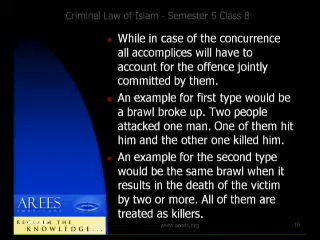 Criminal Law of Islam - Semester 5 Class 8
While in case of the concurrence
all accomplices will have to
account for the offence jointly
committed by them.
An example for first type would be
a brawl broke up. Two people
attacked one man. One of them hit
him and the other one killed him.
An example for the second type
would be the same brawl when it
results in the death of the victim
by two or more. All of them are
treated as killers.
AREES
RECLAIM THE
KNOWLEDGE
www.arees.org